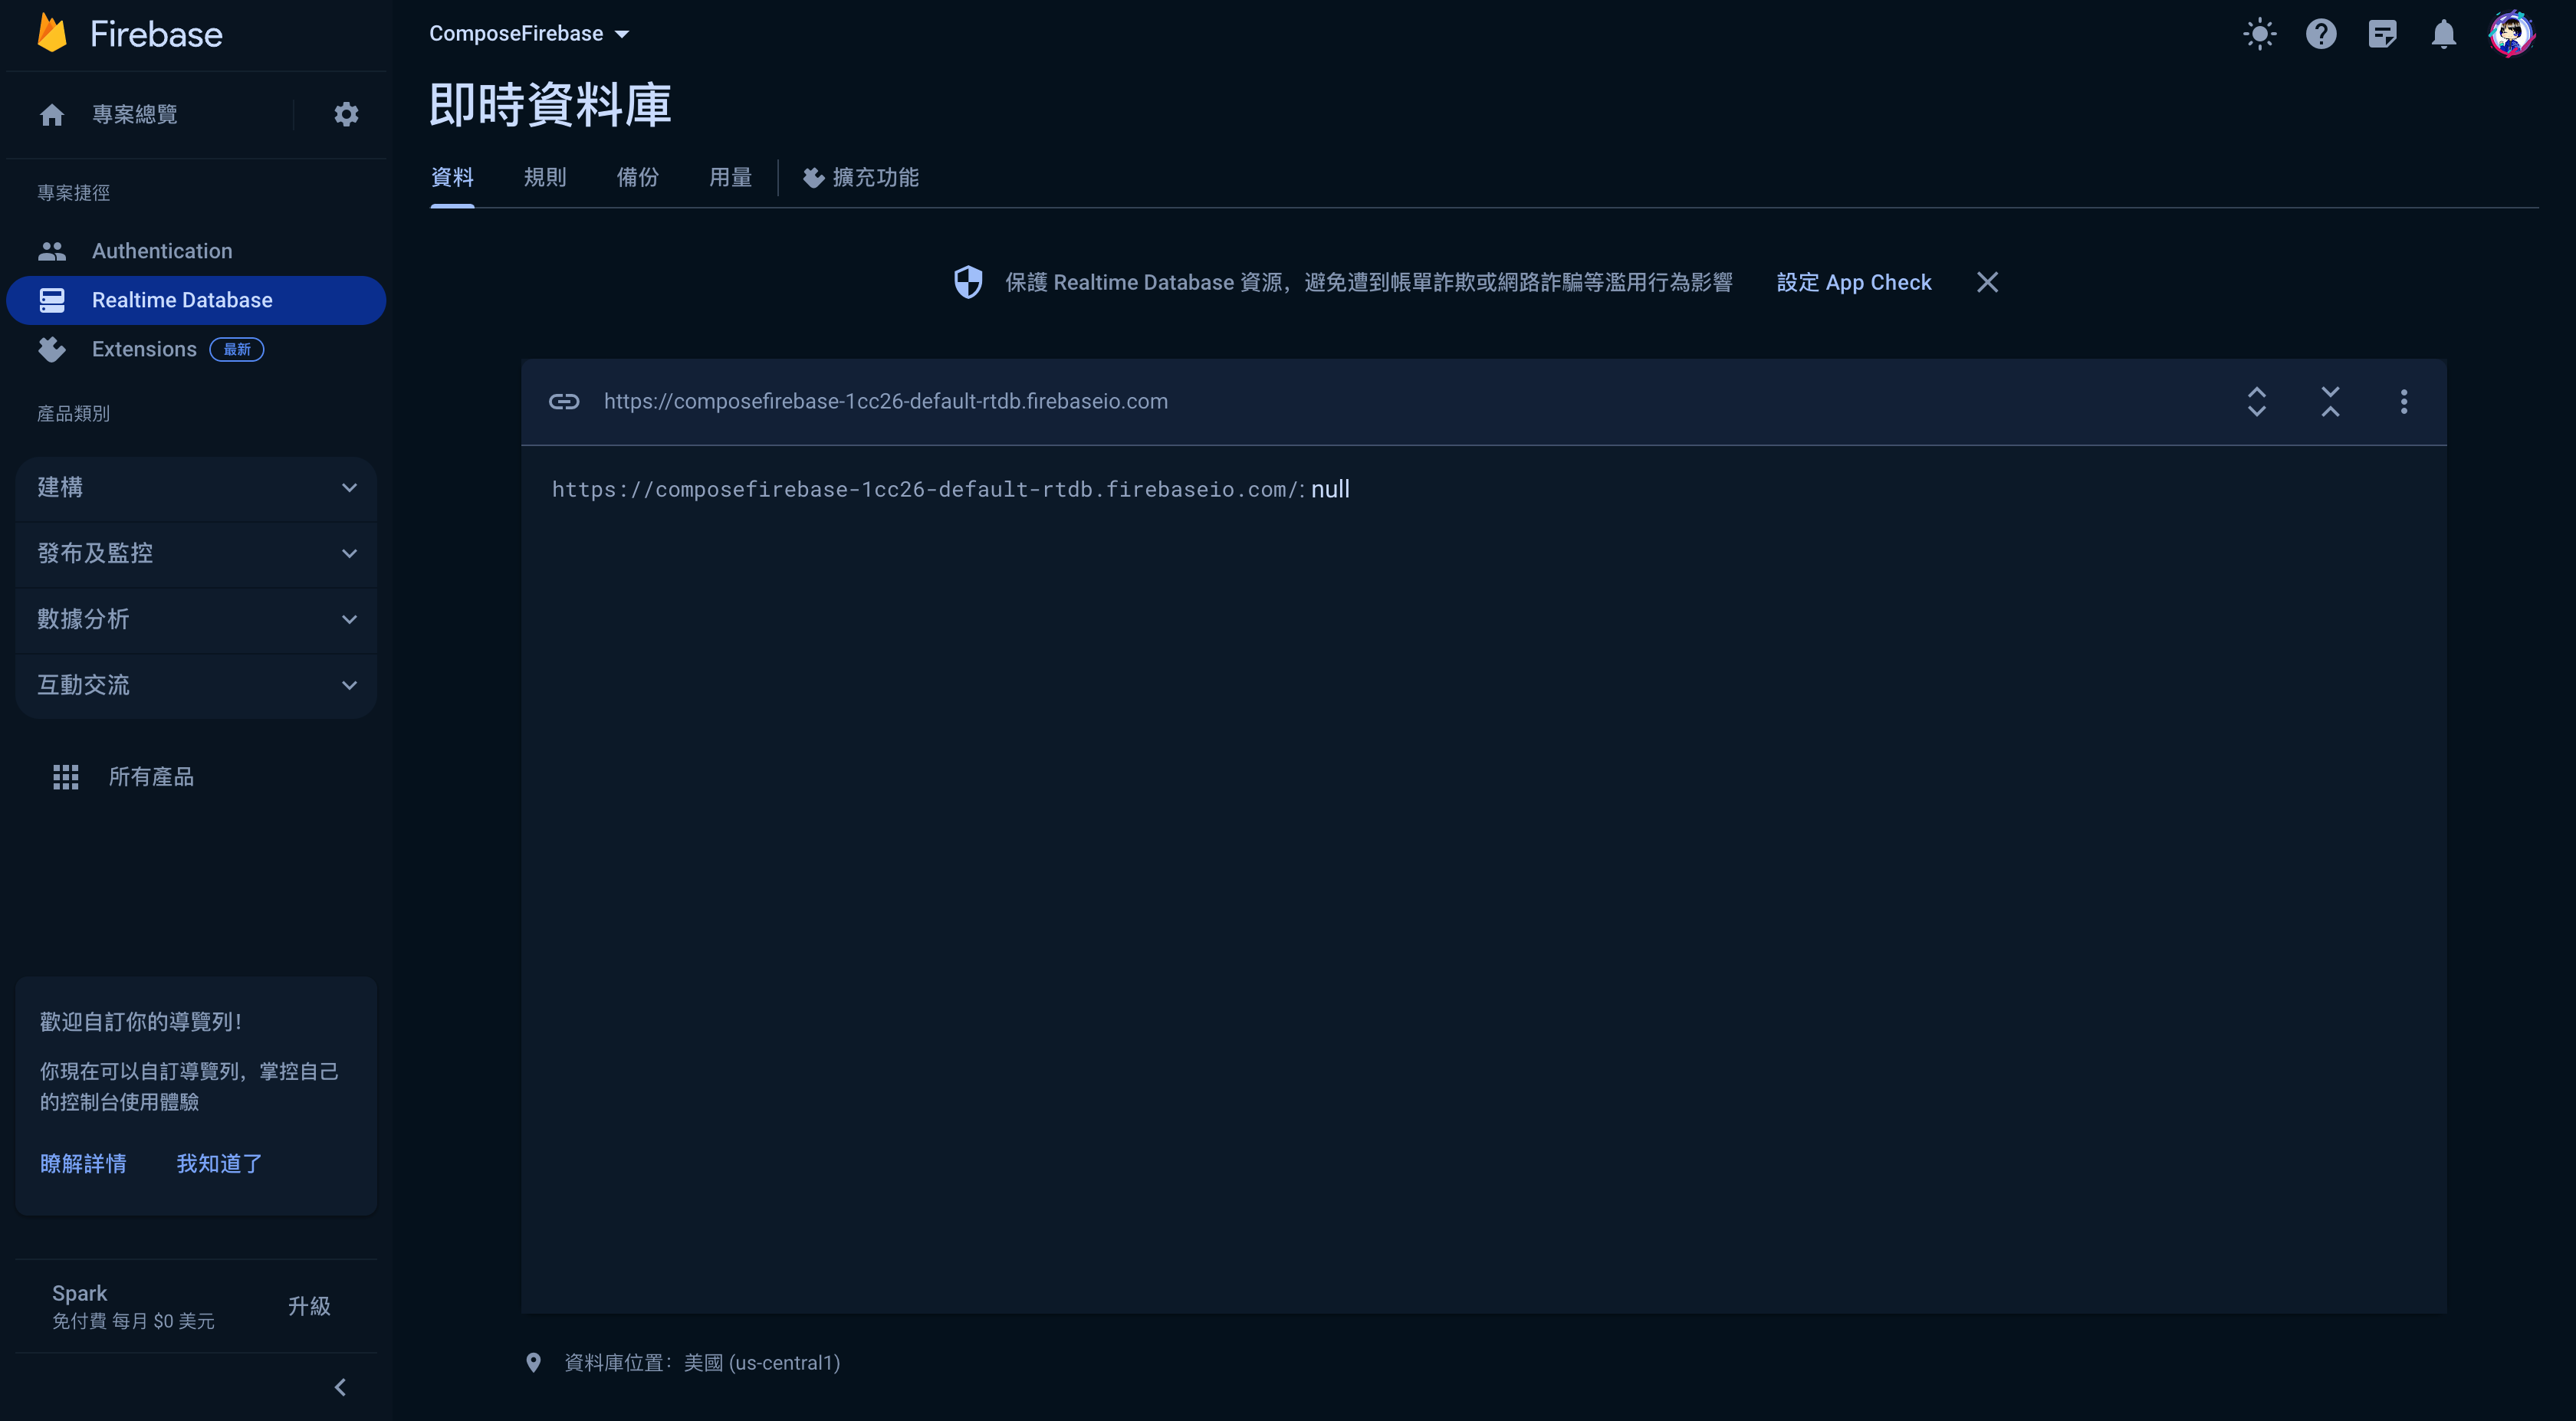 Firebase
專案總覽
專案捷徑
Authentication
Realtime Database
Extensions 最新
產品類別
建構
發布及監控
數據分析
互動交流
所有產品
歡迎自訂你的導覽列！
你現在可以自訂導覽列，掌控自己
的控制台使用體驗
瞭解詳情 我知道了
Spark
免付費 每月 $0 美元
升級
ComposeFirebase
即時資料庫
資料 規則 備份 用量 擴充功能
保護 Realtime Database 資源，避免遭到帳單詐欺或網路詐騙等濫用行為影響 設定 App Check
https://composefirebase-1cc26-default-rtdb.firebaseio.com
https://composefirebase-1cc26-default-rtdb.firebaseio.com/: null
資料庫位置：美國 (us-central1)